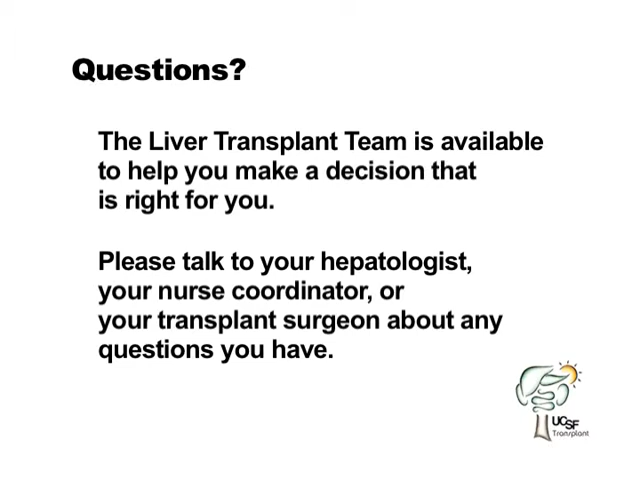 Questions?
The Liver Transplant Team is available
to help you make a decision that
is right for you.
Please talk to your hepatologist,
your nurse coordinator, or
your transplant surgeon about any
questions you have.
UCSF
Transplant